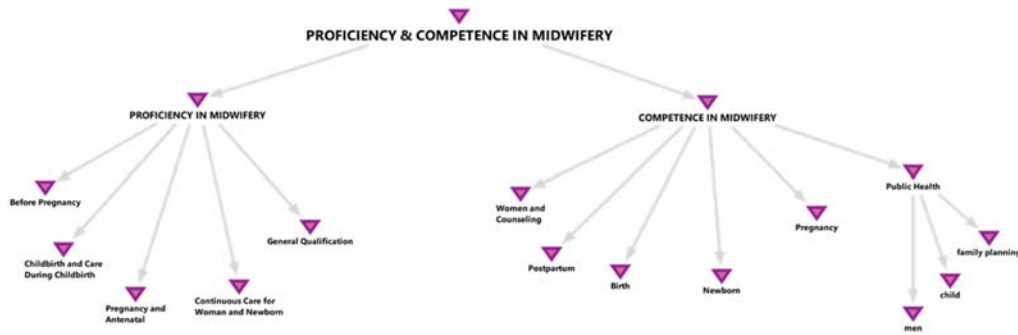 PROFICIENCY & COMPETENCE IN MIDWIFERY
PROFICIENCY IN MIDWIFERY
COMPETENCE IN MIDWIFERY
Before Pregnancy
Childbirth and Care
During Childbirth
Pregnancy and
Antenatal
Continuous Care for
Woman and Newborn
General Qualification
Women and
Counseling
Postpartum
Birth
Newborn
Pregnancy
Public Health
men
child
family planning